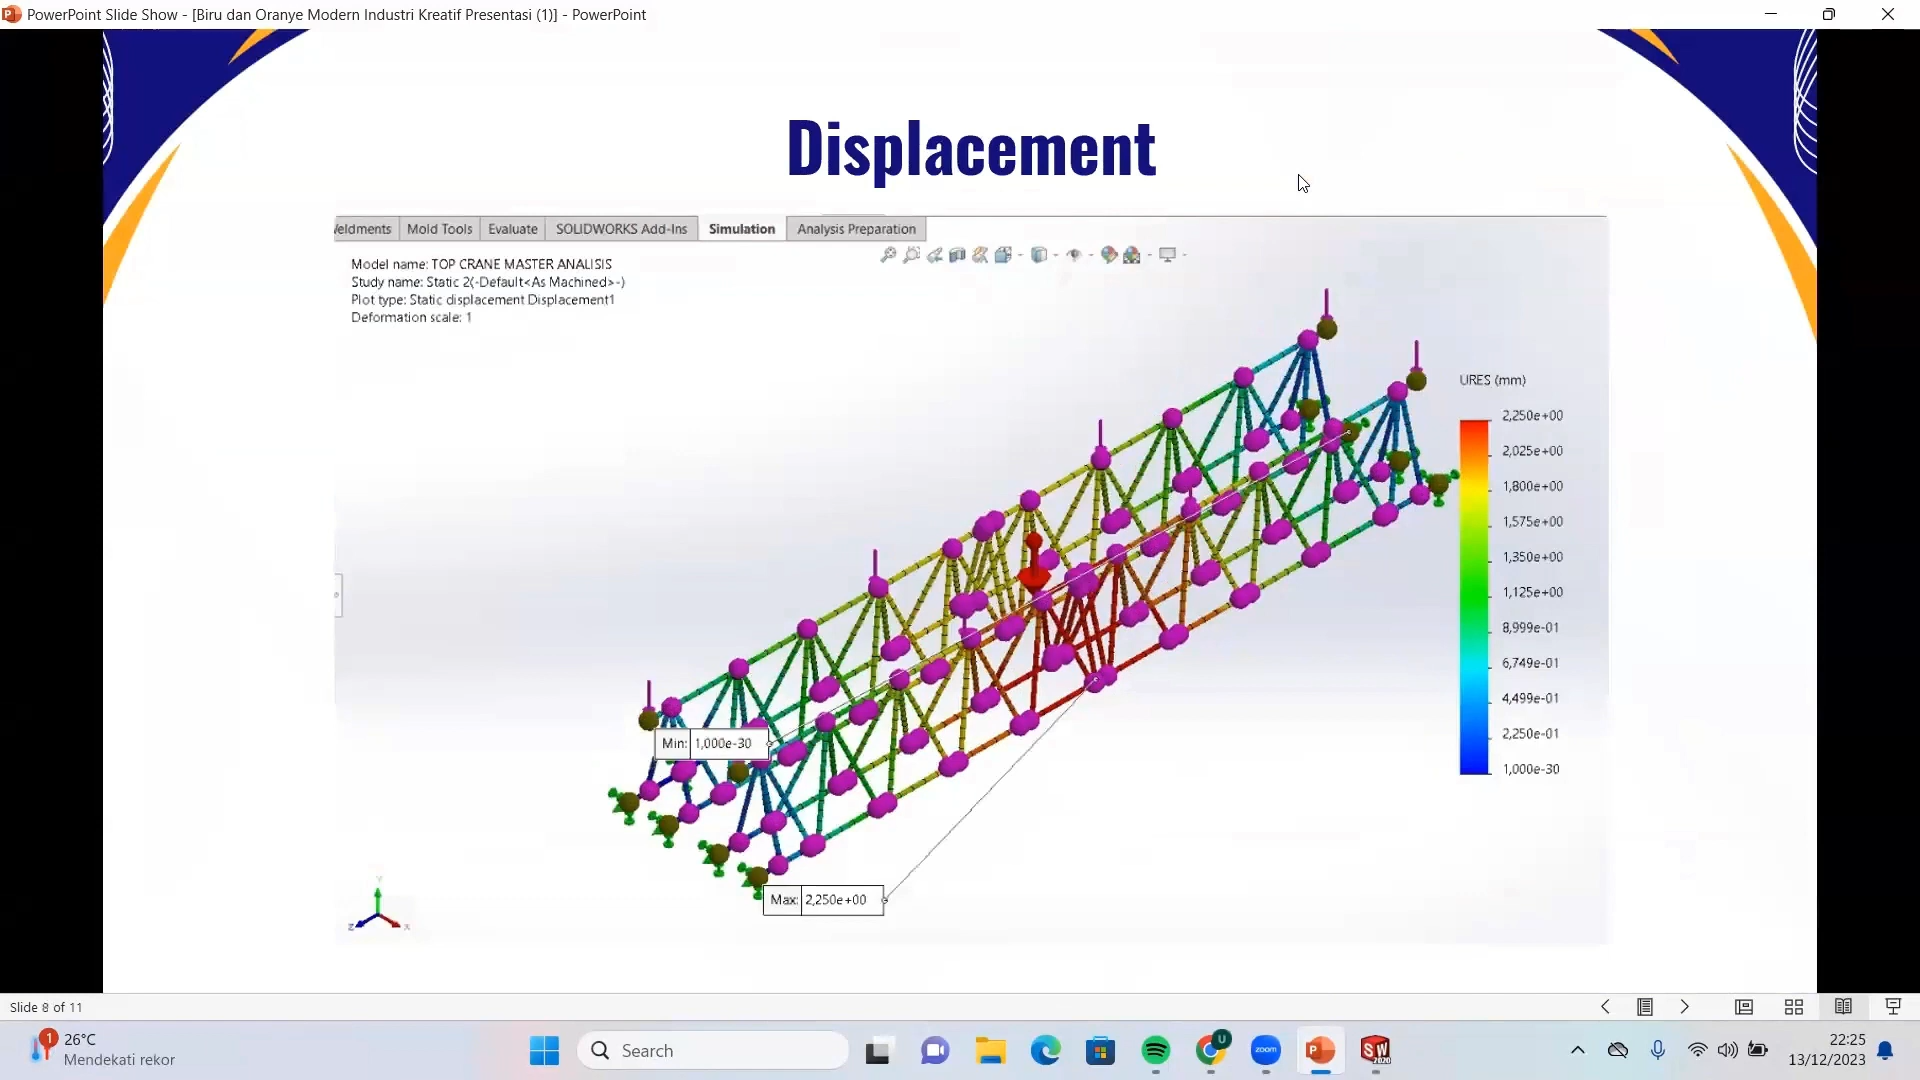 PowerPoint Slide Show - [Biru dan Oranye Modern Industri Kreatif Presentasi (1)] - PowerPoint
Displacement
Mold Tools Evaluate SOLIDWORKS Add-Ins Simulation Analysis Preparation
Model name: TOP CRANE MASTER ANALISIS
Study name: Static 2(-Default<As Machined>-)
Plot type: Static displacement Displacement1
Deformation scale: 1
URES (mm)
2,250e+00
2,025e+00
1,800e+00
1,575e+00
1,350e+00
1,125e+00
8,999e-01
6,749e-01
4,499e-01
2,250e-01
1,000e-30
Min: 1,000e-30
Max: 2,250e+00
Y
Z X
Slide 8 of 11
1
26°C
Mendekati rekor
Search
U
zoom
P
SW
2020
22:25
13/12/2023